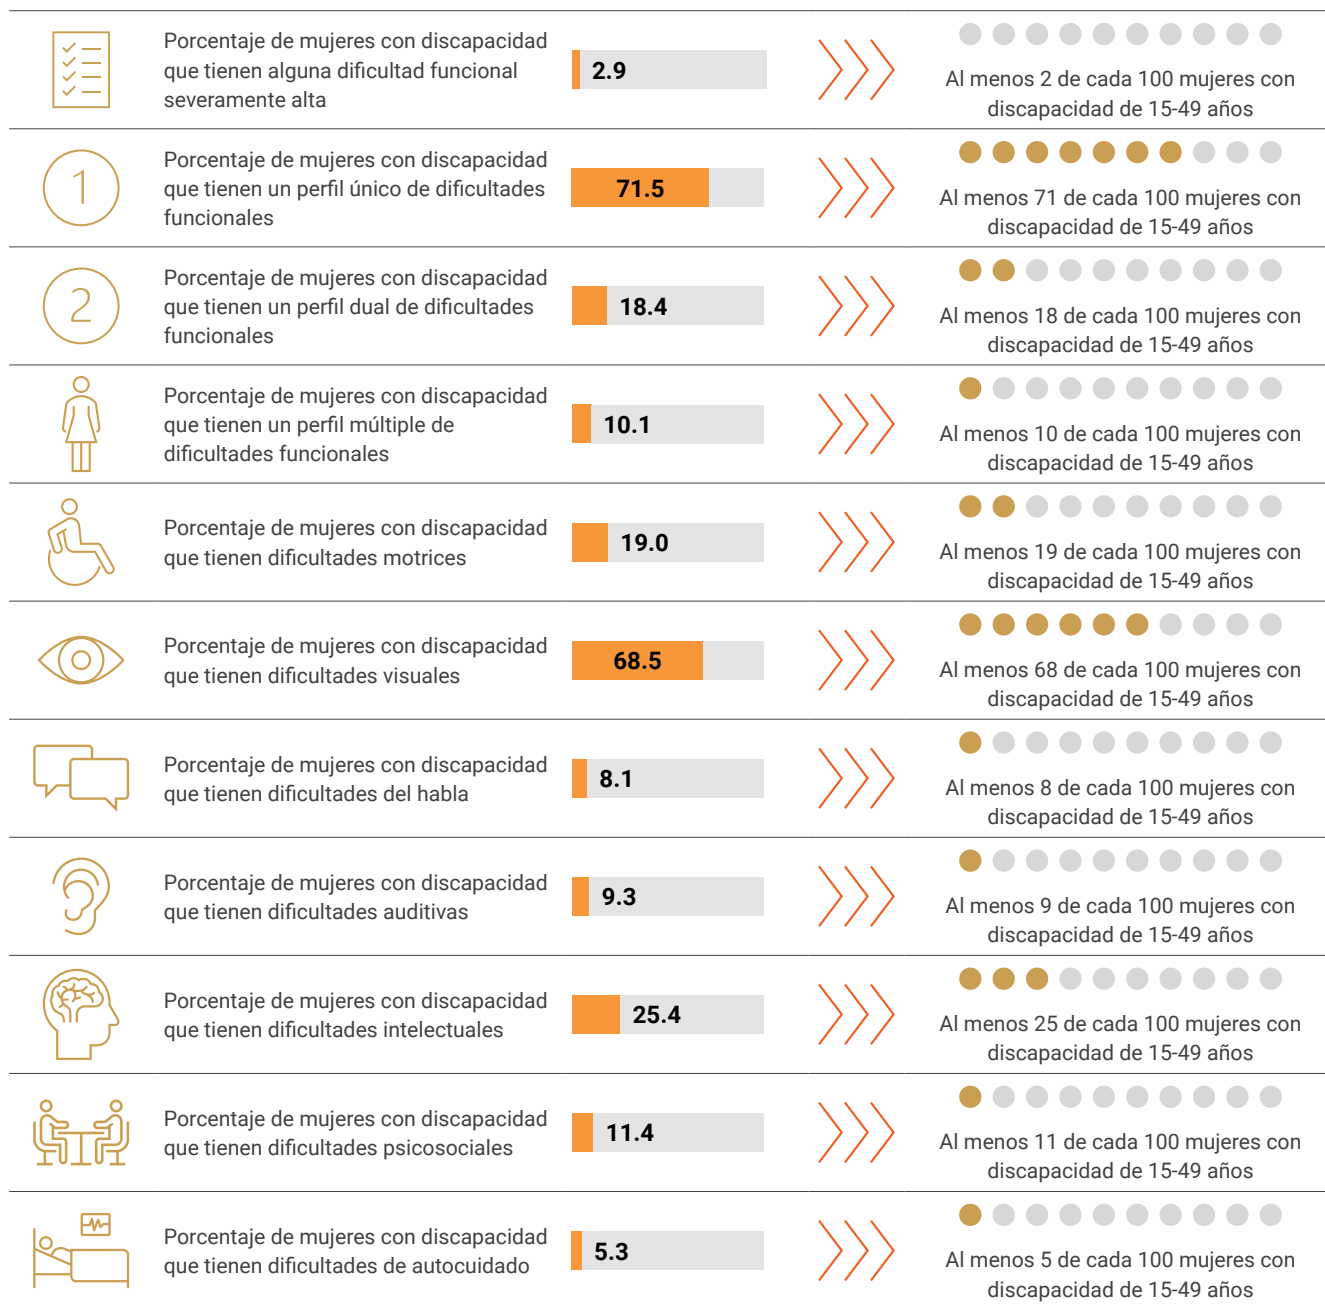 Porcentaje de mujeres con discapacidad
que tienen alguna dificultad funcional
severamente alta
2.9
Al menos 2 de cada 100 mujeres con
discapacidad de 15-49 años
1
Porcentaje de mujeres con discapacidad
que tienen un perfil único de dificultades
funcionales
71.5
Al menos 71 de cada 100 mujeres con
discapacidad de 15-49 años
2
Porcentaje de mujeres con discapacidad
que tienen un perfil dual de dificultades
funcionales
18.4
Al menos 18 de cada 100 mujeres con
discapacidad de 15-49 años
Porcentaje de mujeres con discapacidad
que tienen un perfil múltiple de
dificultades funcionales
10.1
Al menos 10 de cada 100 mujeres con
discapacidad de 15-49 años
Porcentaje de mujeres con discapacidad
que tienen dificultades motrices
19.0
Al menos 19 de cada 100 mujeres con
discapacidad de 15-49 años
Porcentaje de mujeres con discapacidad
que tienen dificultades visuales
68.5
Al menos 68 de cada 100 mujeres con
discapacidad de 15-49 años
Porcentaje de mujeres con discapacidad
que tienen dificultades del habla
8.1
Al menos 8 de cada 100 mujeres con
discapacidad de 15-49 años
Porcentaje de mujeres con discapacidad
que tienen dificultades auditivas
9.3
Al menos 9 de cada 100 mujeres con
discapacidad de 15-49 años
Porcentaje de mujeres con discapacidad
que tienen dificultades intelectuales
25.4
Al menos 25 de cada 100 mujeres con
discapacidad de 15-49 años
Porcentaje de mujeres con discapacidad
que tienen dificultades psicosociales
11.4
Al menos 11 de cada 100 mujeres con
discapacidad de 15-49 años
Porcentaje de mujeres con discapacidad
que tienen dificultades de autocuidado
5.3
Al menos 5 de cada 100 mujeres con
discapacidad de 15-49 años